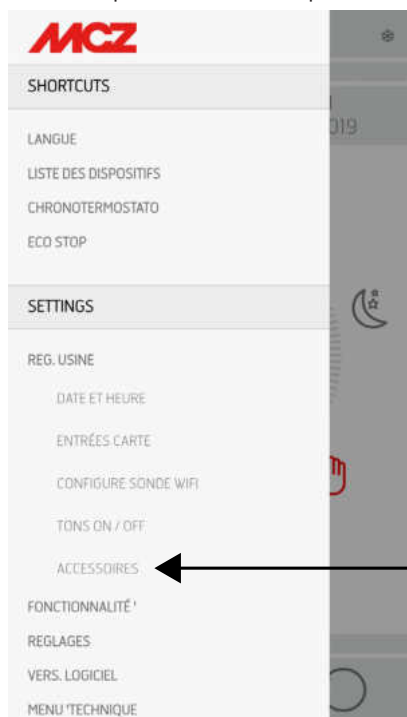 MCZ
SHORTCUTS
LANGUE
LISTE DES DISPOSITIFS
CHRONOTERMOSTATO
ECO STOP
SETTINGS
REG. USINE
DATE ET HEURE
ENTRÉES CARTE
CONFIGURE SONDE WIFI
TONS ON / OFF
ACCESSOIRES
FONCTIONNALITÉ '
REGLAGES
VERS. LOGICIEL
MENU 'TECHNIQUE